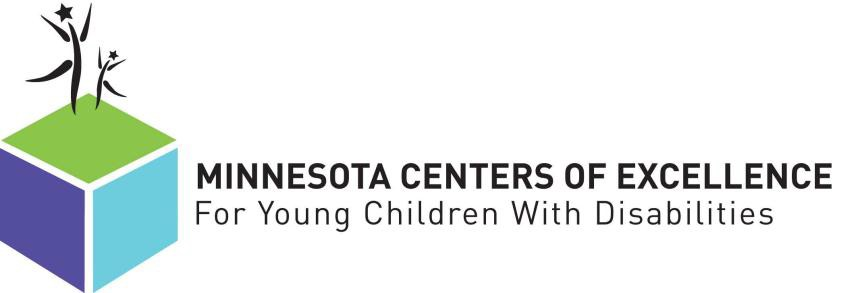 MINNESOTA CENTERS OF EXCELLENCE
For Young Children With Disabilities